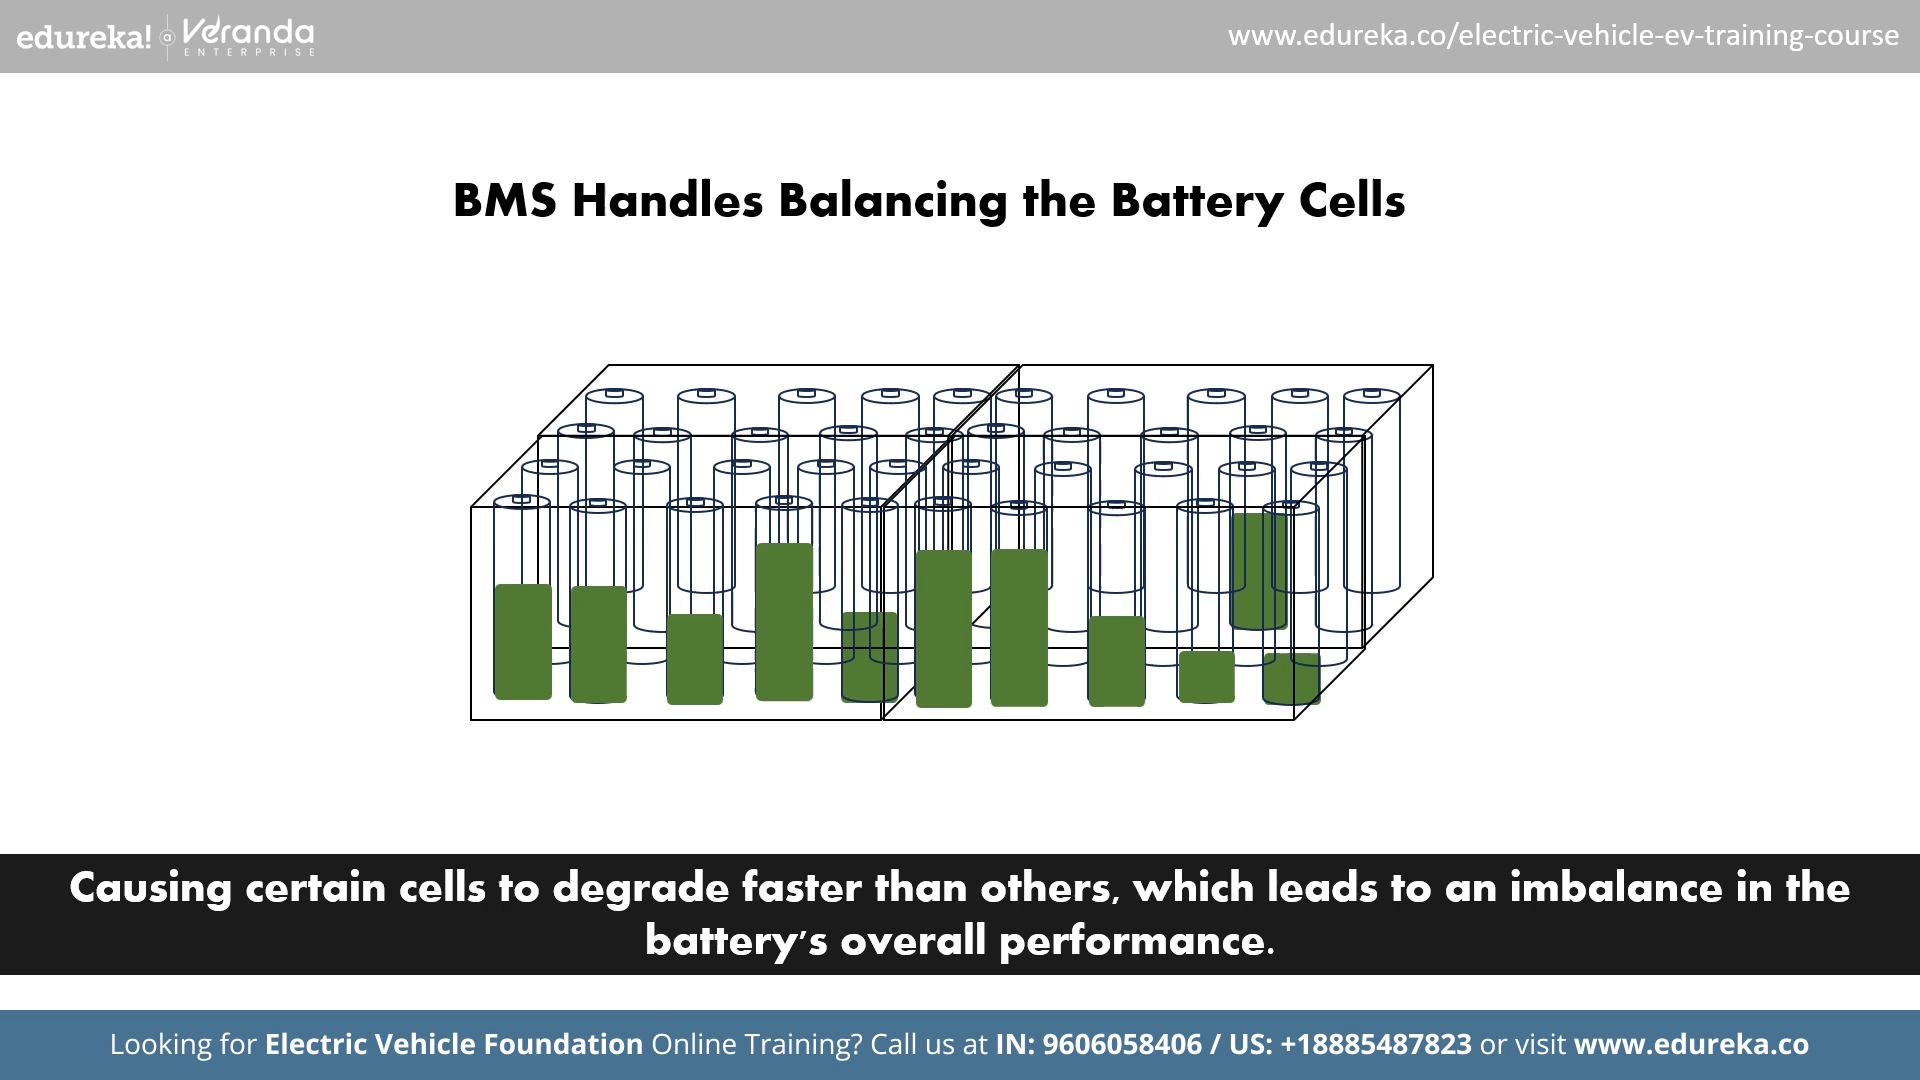 edureka! a Veranda
ENTERPRISE
www.edureka.co/electric-vehicle-ev-training-course
BMS Handles Balancing the Battery Cells
Causing certain cells to degrade faster than others, which leads to an imbalance in the
battery's overall performance.
Looking for Electric Vehicle Foundation Online Training? Call us at IN: 9606058406 / US: +18885487823 or visit www.edureka.co